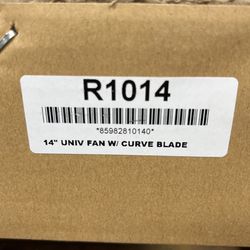 R1014
*85982810140*
14" UNIV FAN W/ CURVE BLADE